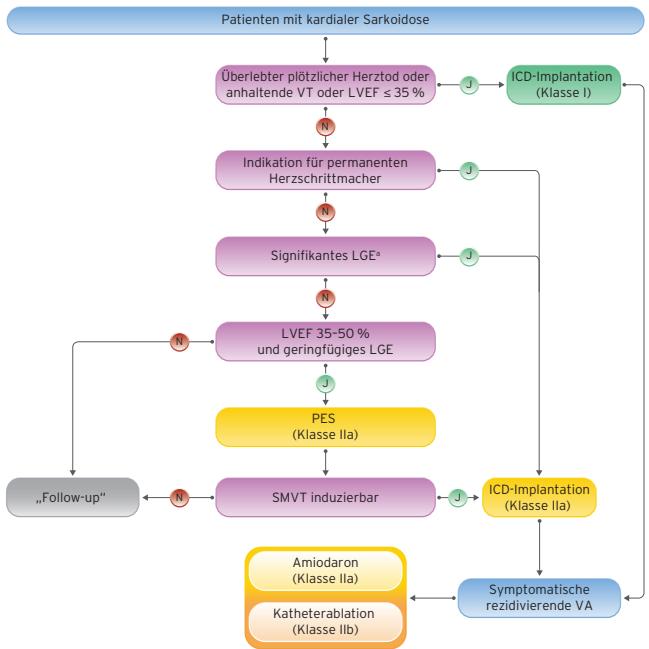 Patienten mit kardialer Sarkoidose
Überlebter plötzlicher Herztod oder
anhaltende VT oder LVEF ≤ 35 %
J
ICD-Implantation
(Klasse I)
N
Indikation für permanenten
Herzschrittmacher
J
N
Signifikantes LGEª
J
N
LVEF 35-50 %
und geringfügiges LGE
N
J
PES
(Klasse IIa)
„Follow-up“
N
SMVT induzierbar
J
ICD-Implantation
(Klasse IIa)
Amiodaron
(Klasse IIa)
Katheterablation
(Klasse IIb)
Symptomatische
rezidivierende VA